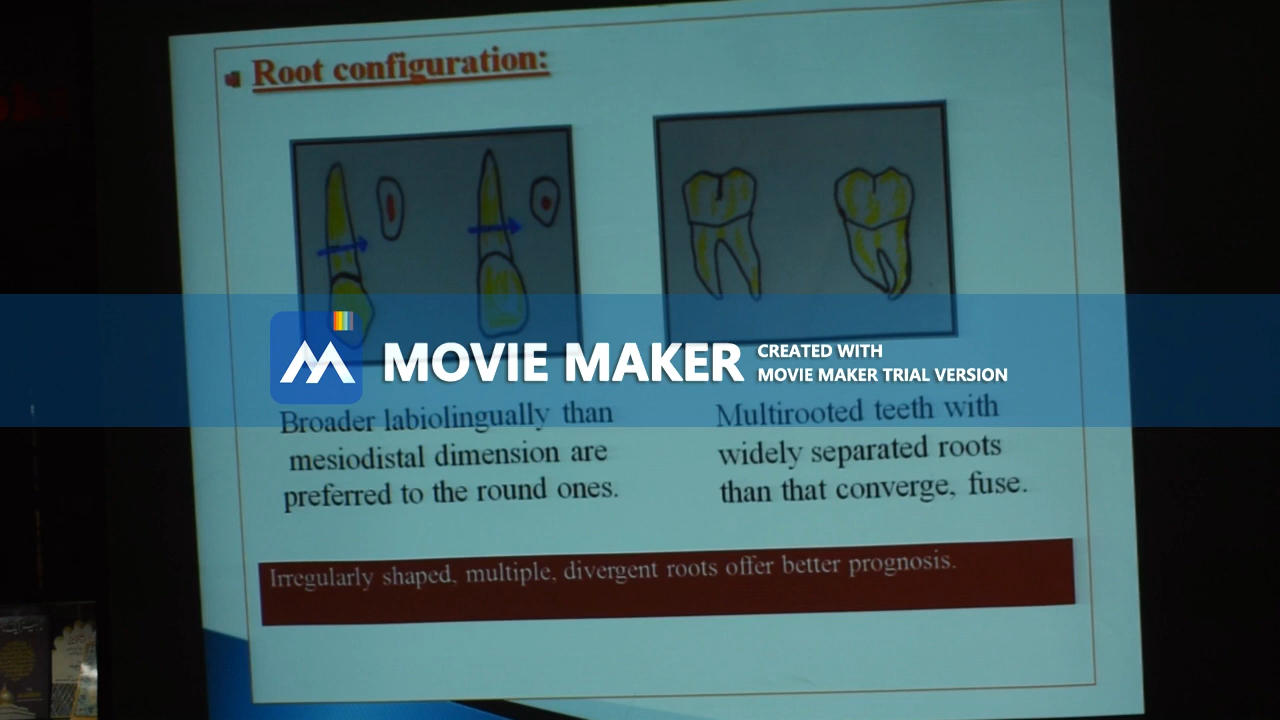 Root configuration:
MOVIE MAKER
CREATED WITH
MOVIE MAKER TRIAL VERSION
Broader labiolingually than
mesiodistal dimension are
preferred to the round ones.
Multirooted teeth with
widely separated roots
than that converge, fuse.
Irregularly shaped, multiple, divergent roots offer better prognosis.